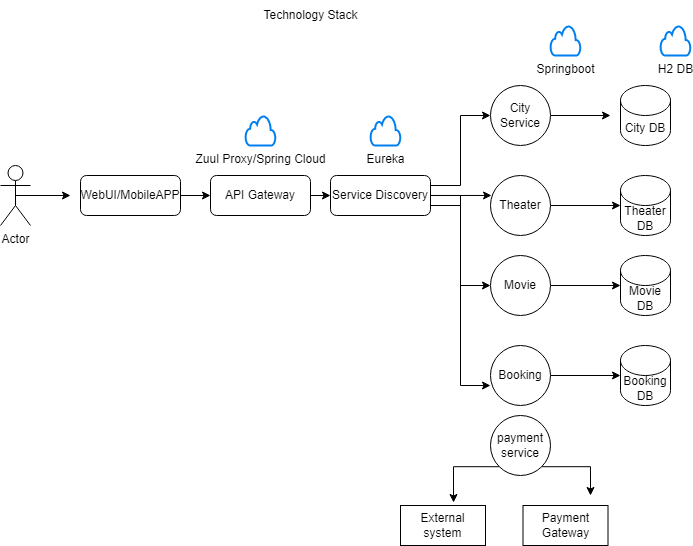 Technology Stack
Springboot
H2 DB
Zuul Proxy/Spring Cloud
Eureka
City
Service
City DB
Actor
WebUI/MobileAPP
API Gateway
Service Discovery
Theater
Theater
DB
Movie
Movie
DB
Booking
Booking
DB
payment
service
External
system
Payment
Gateway